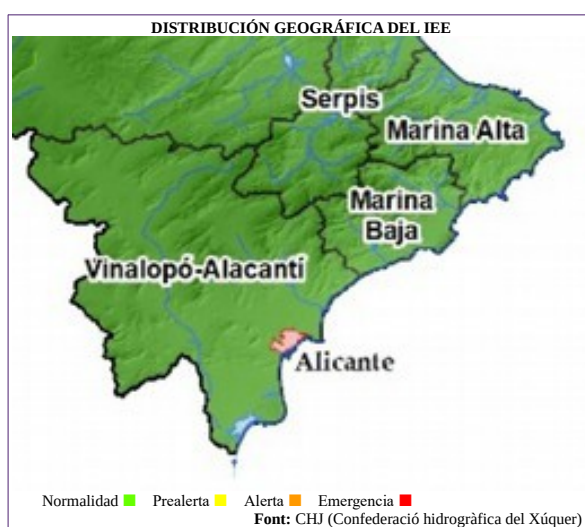 DISTRIBUCIÓN GEOGRÁFICA DEL IEE
Serpis
Marina Alta
Marina
Baja
Vinalopó-Alacantí
Alicante
Normalidad Prealerta Alerta Emergencia
Font: CHJ (Confederació hidrogràfica del Xúquer)